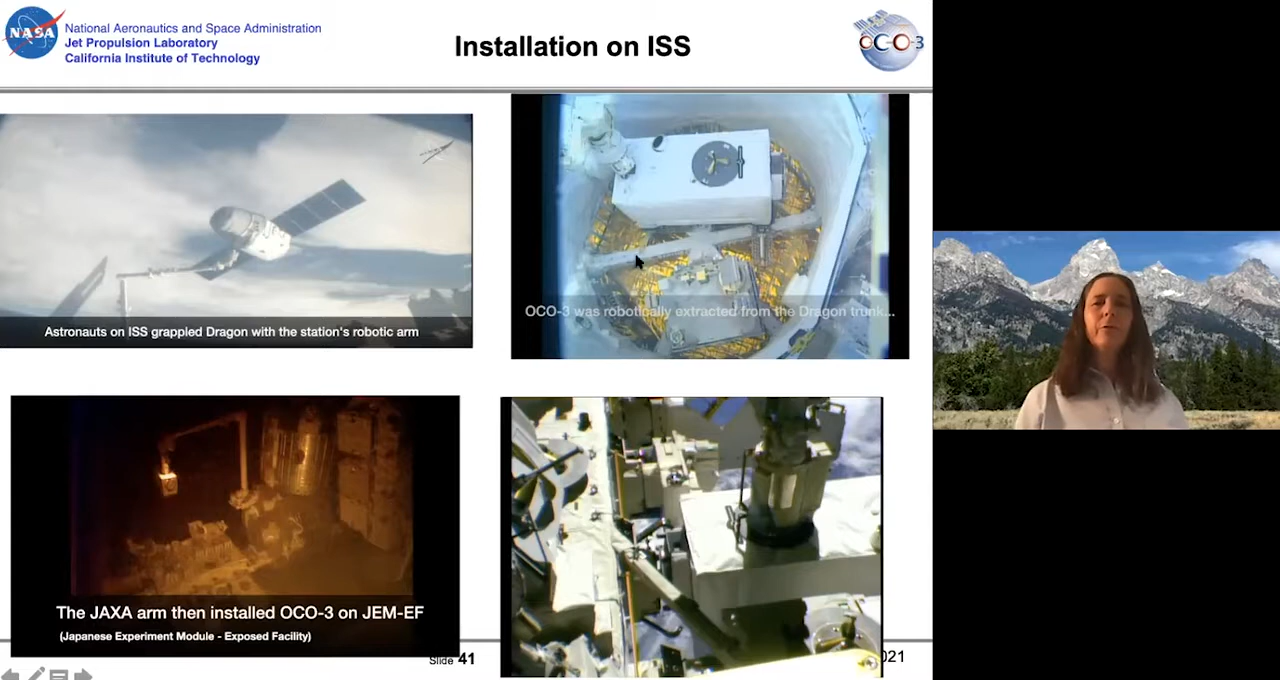 NASA
National Aeronautics and Space Administration
Jet Propulsion Laboratory
California Institute of Technology
Installation on ISS
OCO-3
Astronauts on ISS grappled Dragon with the station's robotic arm
OCO-3 was robotically extracted from the Dragon trunk...
The JAXA arm then installed OCO-3 on JEM-EF
(Japanese Experiment Module - Exposed Facility)
Slide 41
021